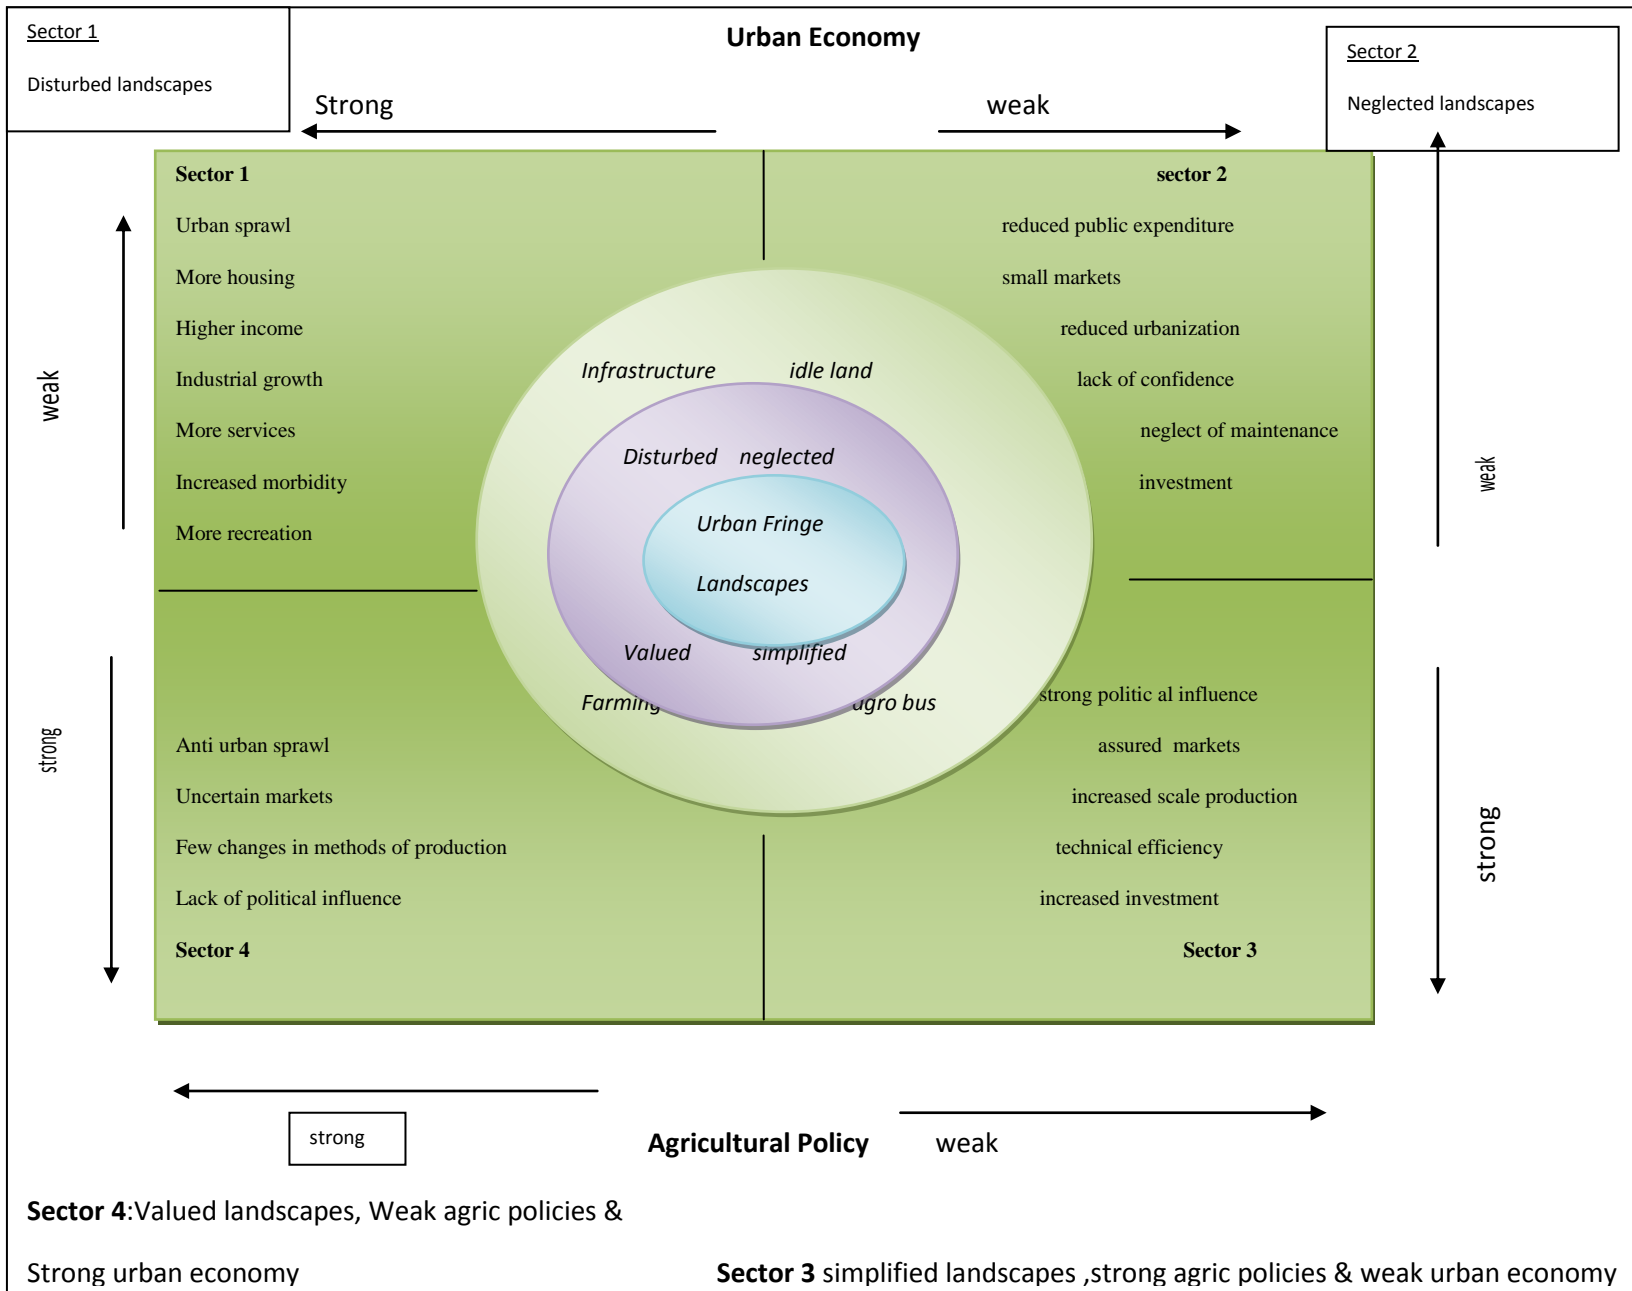 Sector 1
Disturbed landscapes
Urban Economy
Sector 2
Neglected landscapes
Strong
weak
Sector 1
Urban sprawl
More housing
Higher income
Industrial growth
More services
Increased morbidity
More recreation
sector 2
reduced public expenditure
small markets
reduced urbanization
lack of confidence
neglect of maintenance
investment
weak
strong
weak
strong
Infrastructure idle land
Disturbed neglected
Urban Fringe
Landscapes
Valued simplified
Farming agro bus
Anti urban sprawl
Uncertain markets
Few changes in methods of production
Lack of political influence
Sector 4
strong politic al influence
assured markets
increased scale production
technical efficiency
increased investment
Sector 3
strong
Agricultural Policy
weak
Sector 4:Valued landscapes, Weak agric policies &
Strong urban economy
Sector 3 simplified landscapes ,strong agric policies & weak urban economy